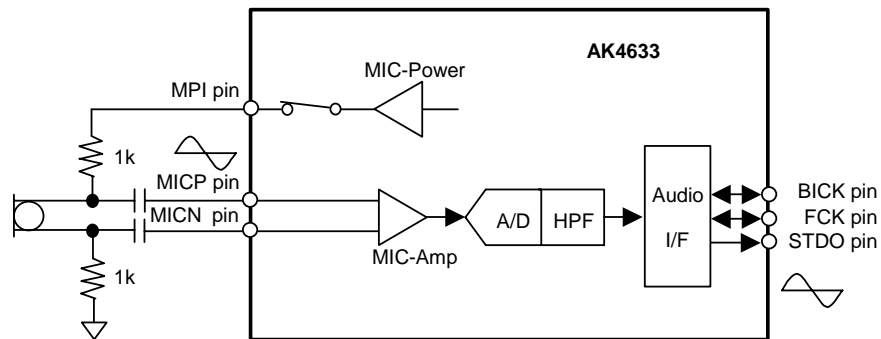 AK4633
MIC-Power
MPI pin
1k
MICP pin
MICN pin
Audio
I/F
A/D
HPF
MIC-Amp
BICK pin
FCK pin
STDO pin
1k